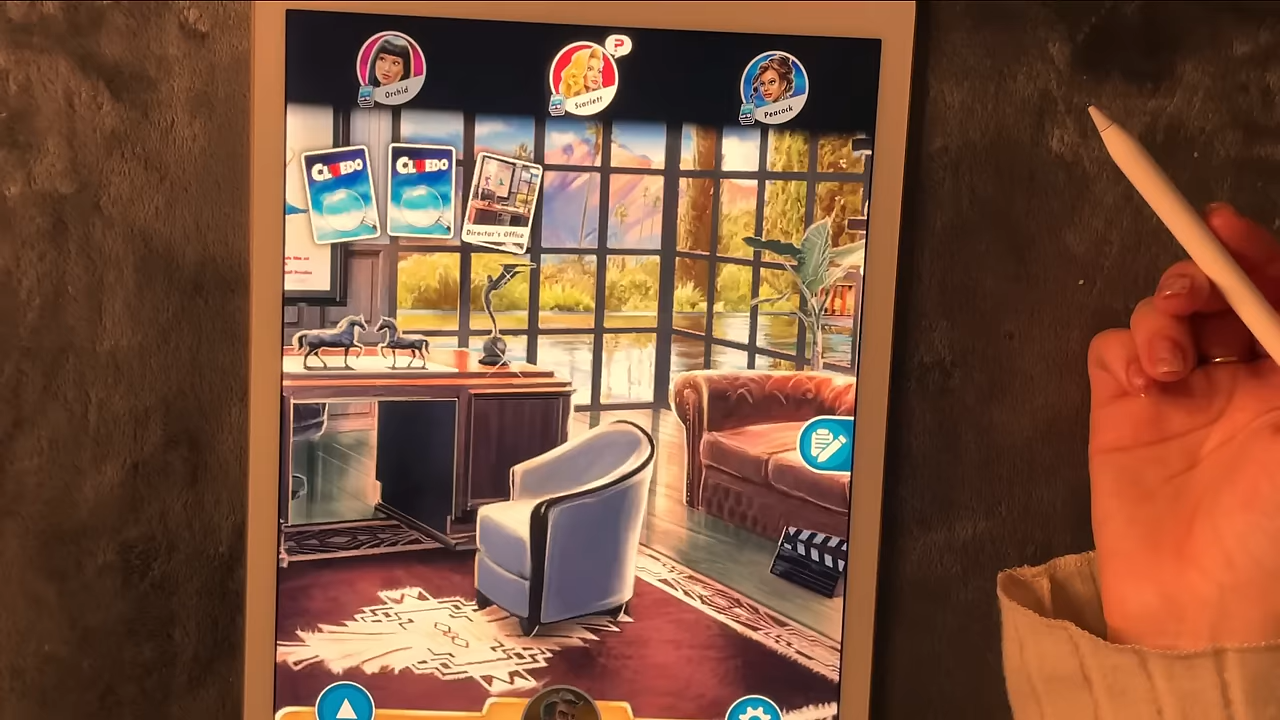 Orchid
?
Scarlett
Peacock
CLUEDO
CLUEDO
Director's Office